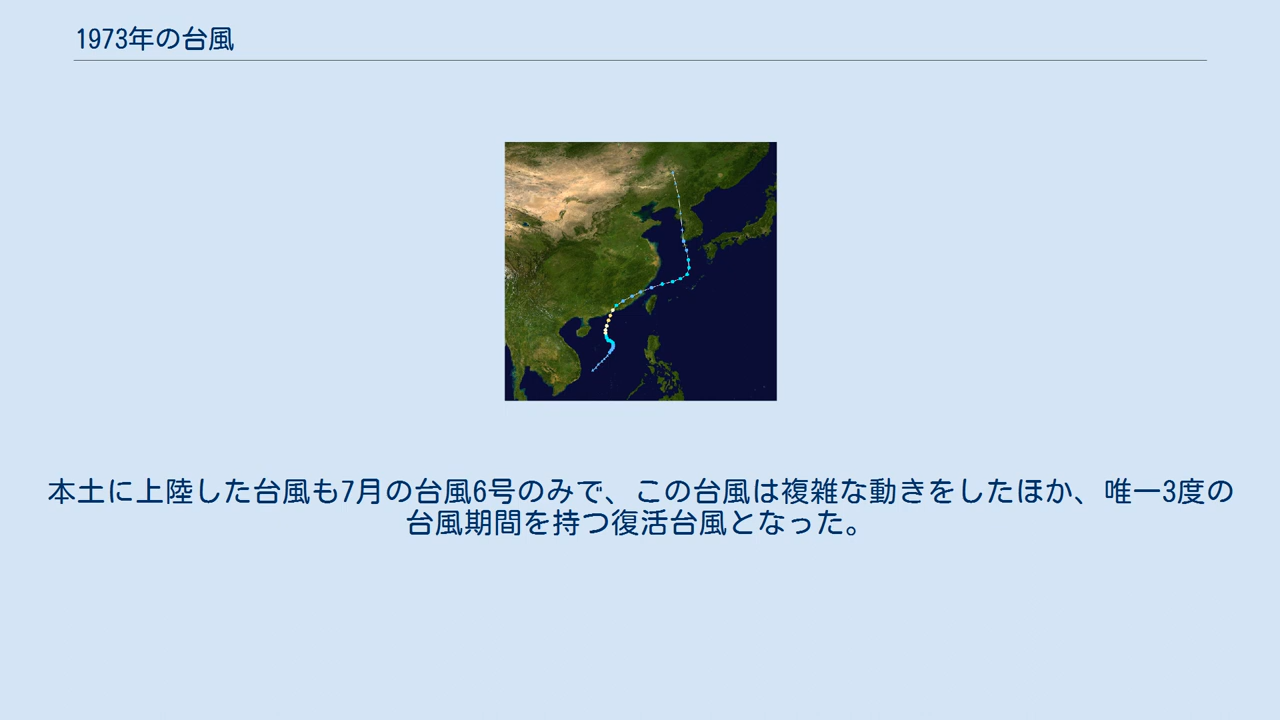 1973年の台風
本土に上陸した台風も7月の台風6号のみで、この台風は複雑な動きをしたほか、唯一3度の
台風期間を持つ復活台風となった。